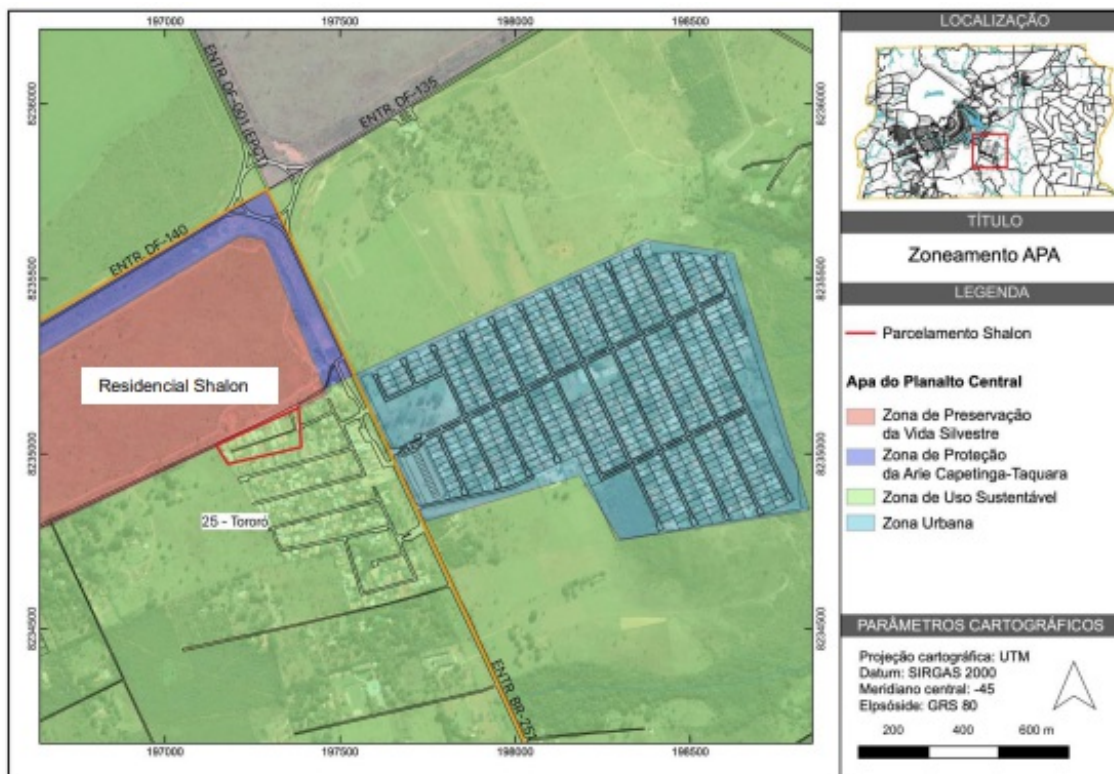 197000
197500
198000
198500
8236000
8235500
8235000
8234500
8236000
8235500
8235000
8234500
197000
197500
198000
198500
ENTR. DF-001 (EPCT)
ENTR. DF-135
ENTR. DF-140
Residencial Shalon
25 - Tororó
ENTR. BR-251
LOCALIZAÇÃO
TÍTULO
Zoneamento APA
LEGENDA
Parcelamento Shalon
Apa do Planalto Central
Zona de Preservação
da Vida Silvestre
Zona de Proteção
da Arie Capetinga-Taquara
Zona de Uso Sustentável
Zona Urbana
PARÂMETROS CARTOGRÁFICOS
Projeção cartográfica: UTM
Datum: SIRGAS 2000
Meridiano central: -45
Elpsóside: GRS 80
200
400
600 m